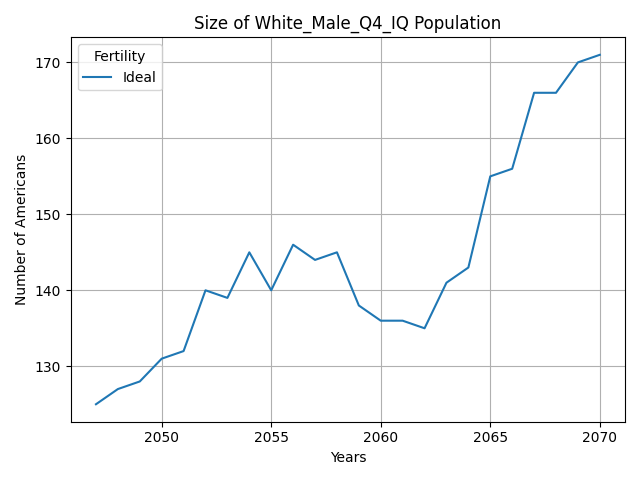 Size of White_Male_Q4_IQ Population
Fertility
Ideal
Number of Americans
170
160
150
140
130
2050 2055 2060 2065 2070
Years